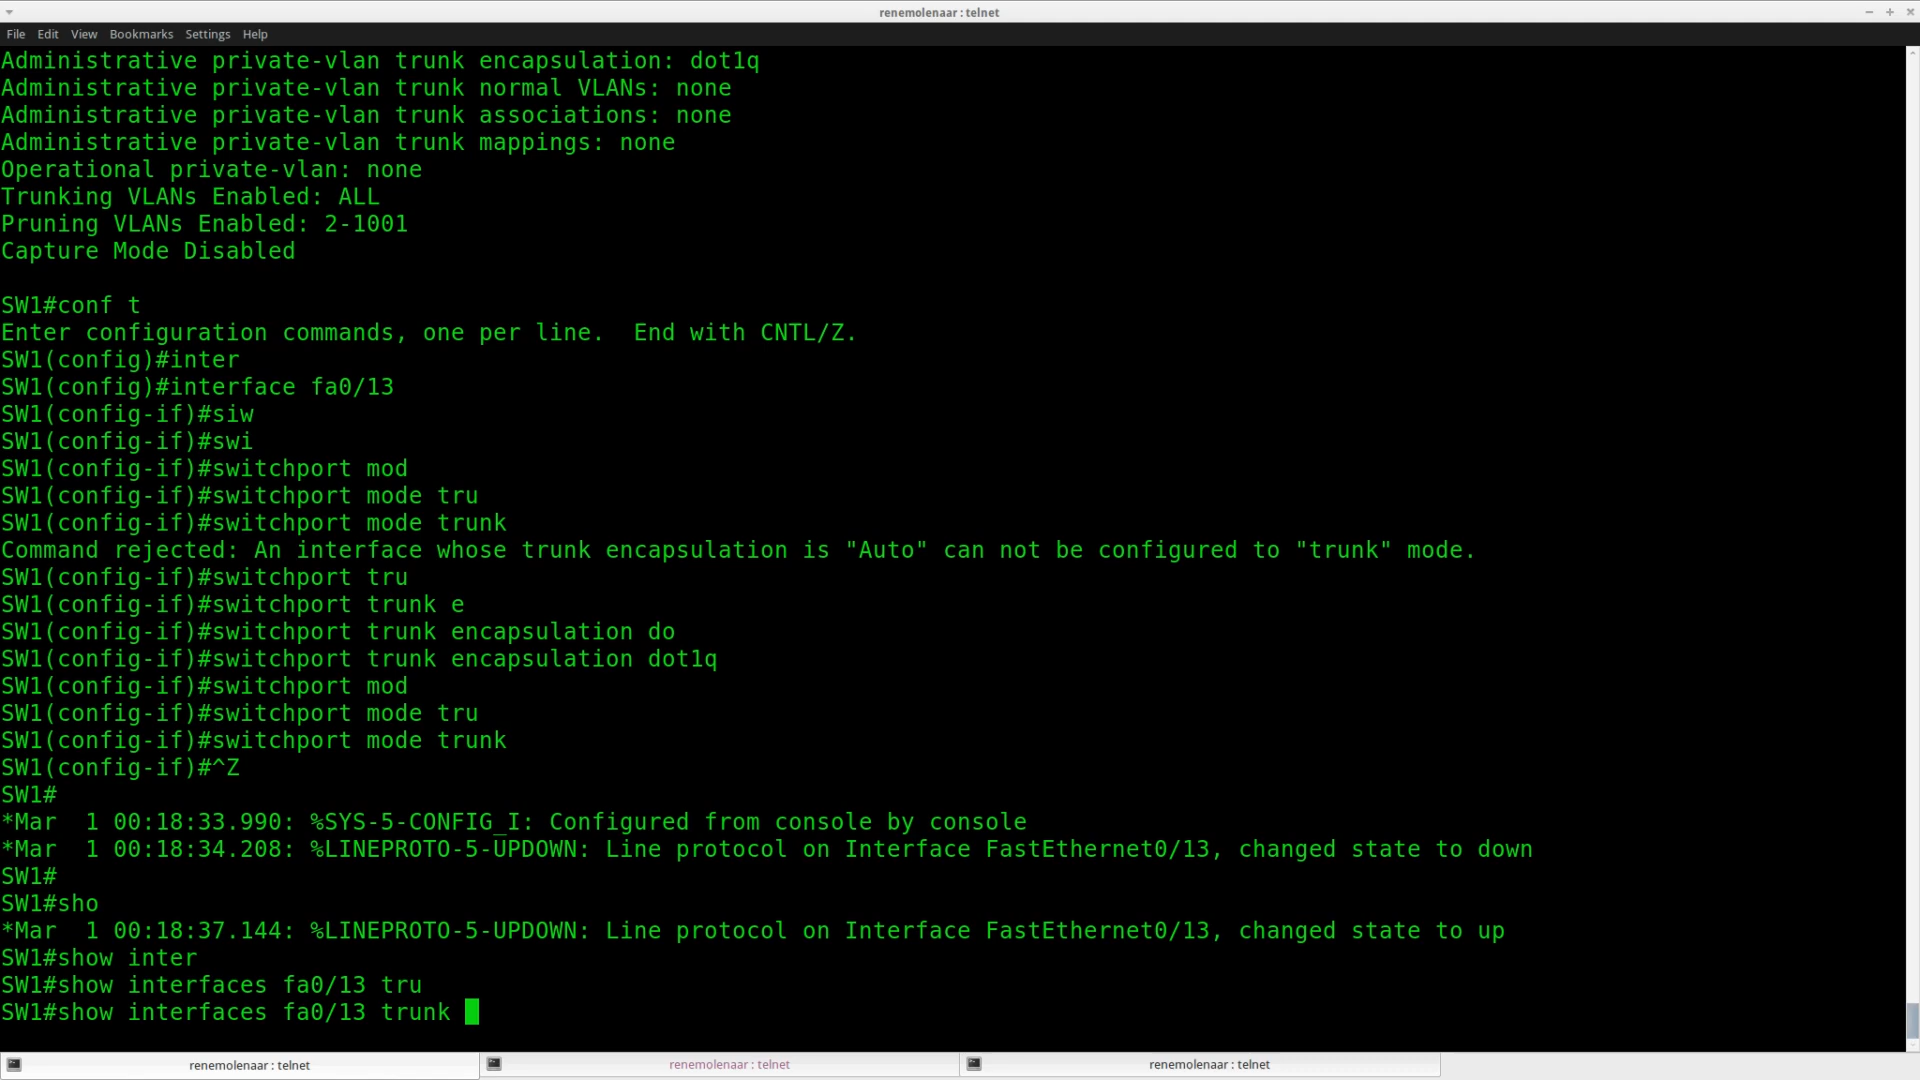 renemolenaar : telnet
File Edit View Bookmarks Settings Help
Administrative private-vlan trunk encapsulation: dot1q
Administrative private-vlan trunk normal VLANs: none
Administrative private-vlan trunk associations: none
Administrative private-vlan trunk mappings: none
Operational private-vlan: none
Trunking VLANs Enabled: ALL
Pruning VLANs Enabled: 2-1001
Capture Mode Disabled
SW1#conf t
Enter configuration commands, one per line.  End with CNTL/Z.
SW1(config)#inter
SW1(config)#interface fa0/13
SW1(config-if)#siw
SW1(config-if)#swi
SW1(config-if)#switchport mod
SW1(config-if)#switchport mode tru
SW1(config-if)#switchport mode trunk
Command rejected: An interface whose trunk encapsulation is "Auto" can not be configured to "trunk" mode.
SW1(config-if)#switchport tru
SW1(config-if)#switchport trunk e
SW1(config-if)#switchport trunk encapsulation do
SW1(config-if)#switchport trunk encapsulation dot1q
SW1(config-if)#switchport mod
SW1(config-if)#switchport mode tru
SW1(config-if)#switchport mode trunk
SW1(config-if)#^Z
SW1#
*Mar  1 00:18:33.990: %SYS-5-CONFIG_I: Configured from console by console
*Mar  1 00:18:34.208: %LINEPROTO-5-UPDOWN: Line protocol on Interface FastEthernet0/13, changed state to down
SW1#
SW1#sho
*Mar  1 00:18:37.144: %LINEPROTO-5-UPDOWN: Line protocol on Interface FastEthernet0/13, changed state to up
SW1#show inter
SW1#show interfaces fa0/13 tru
SW1#show interfaces fa0/13 trunk
renemolenaar : telnet renemolenaar : telnet renemolenaar : telnet